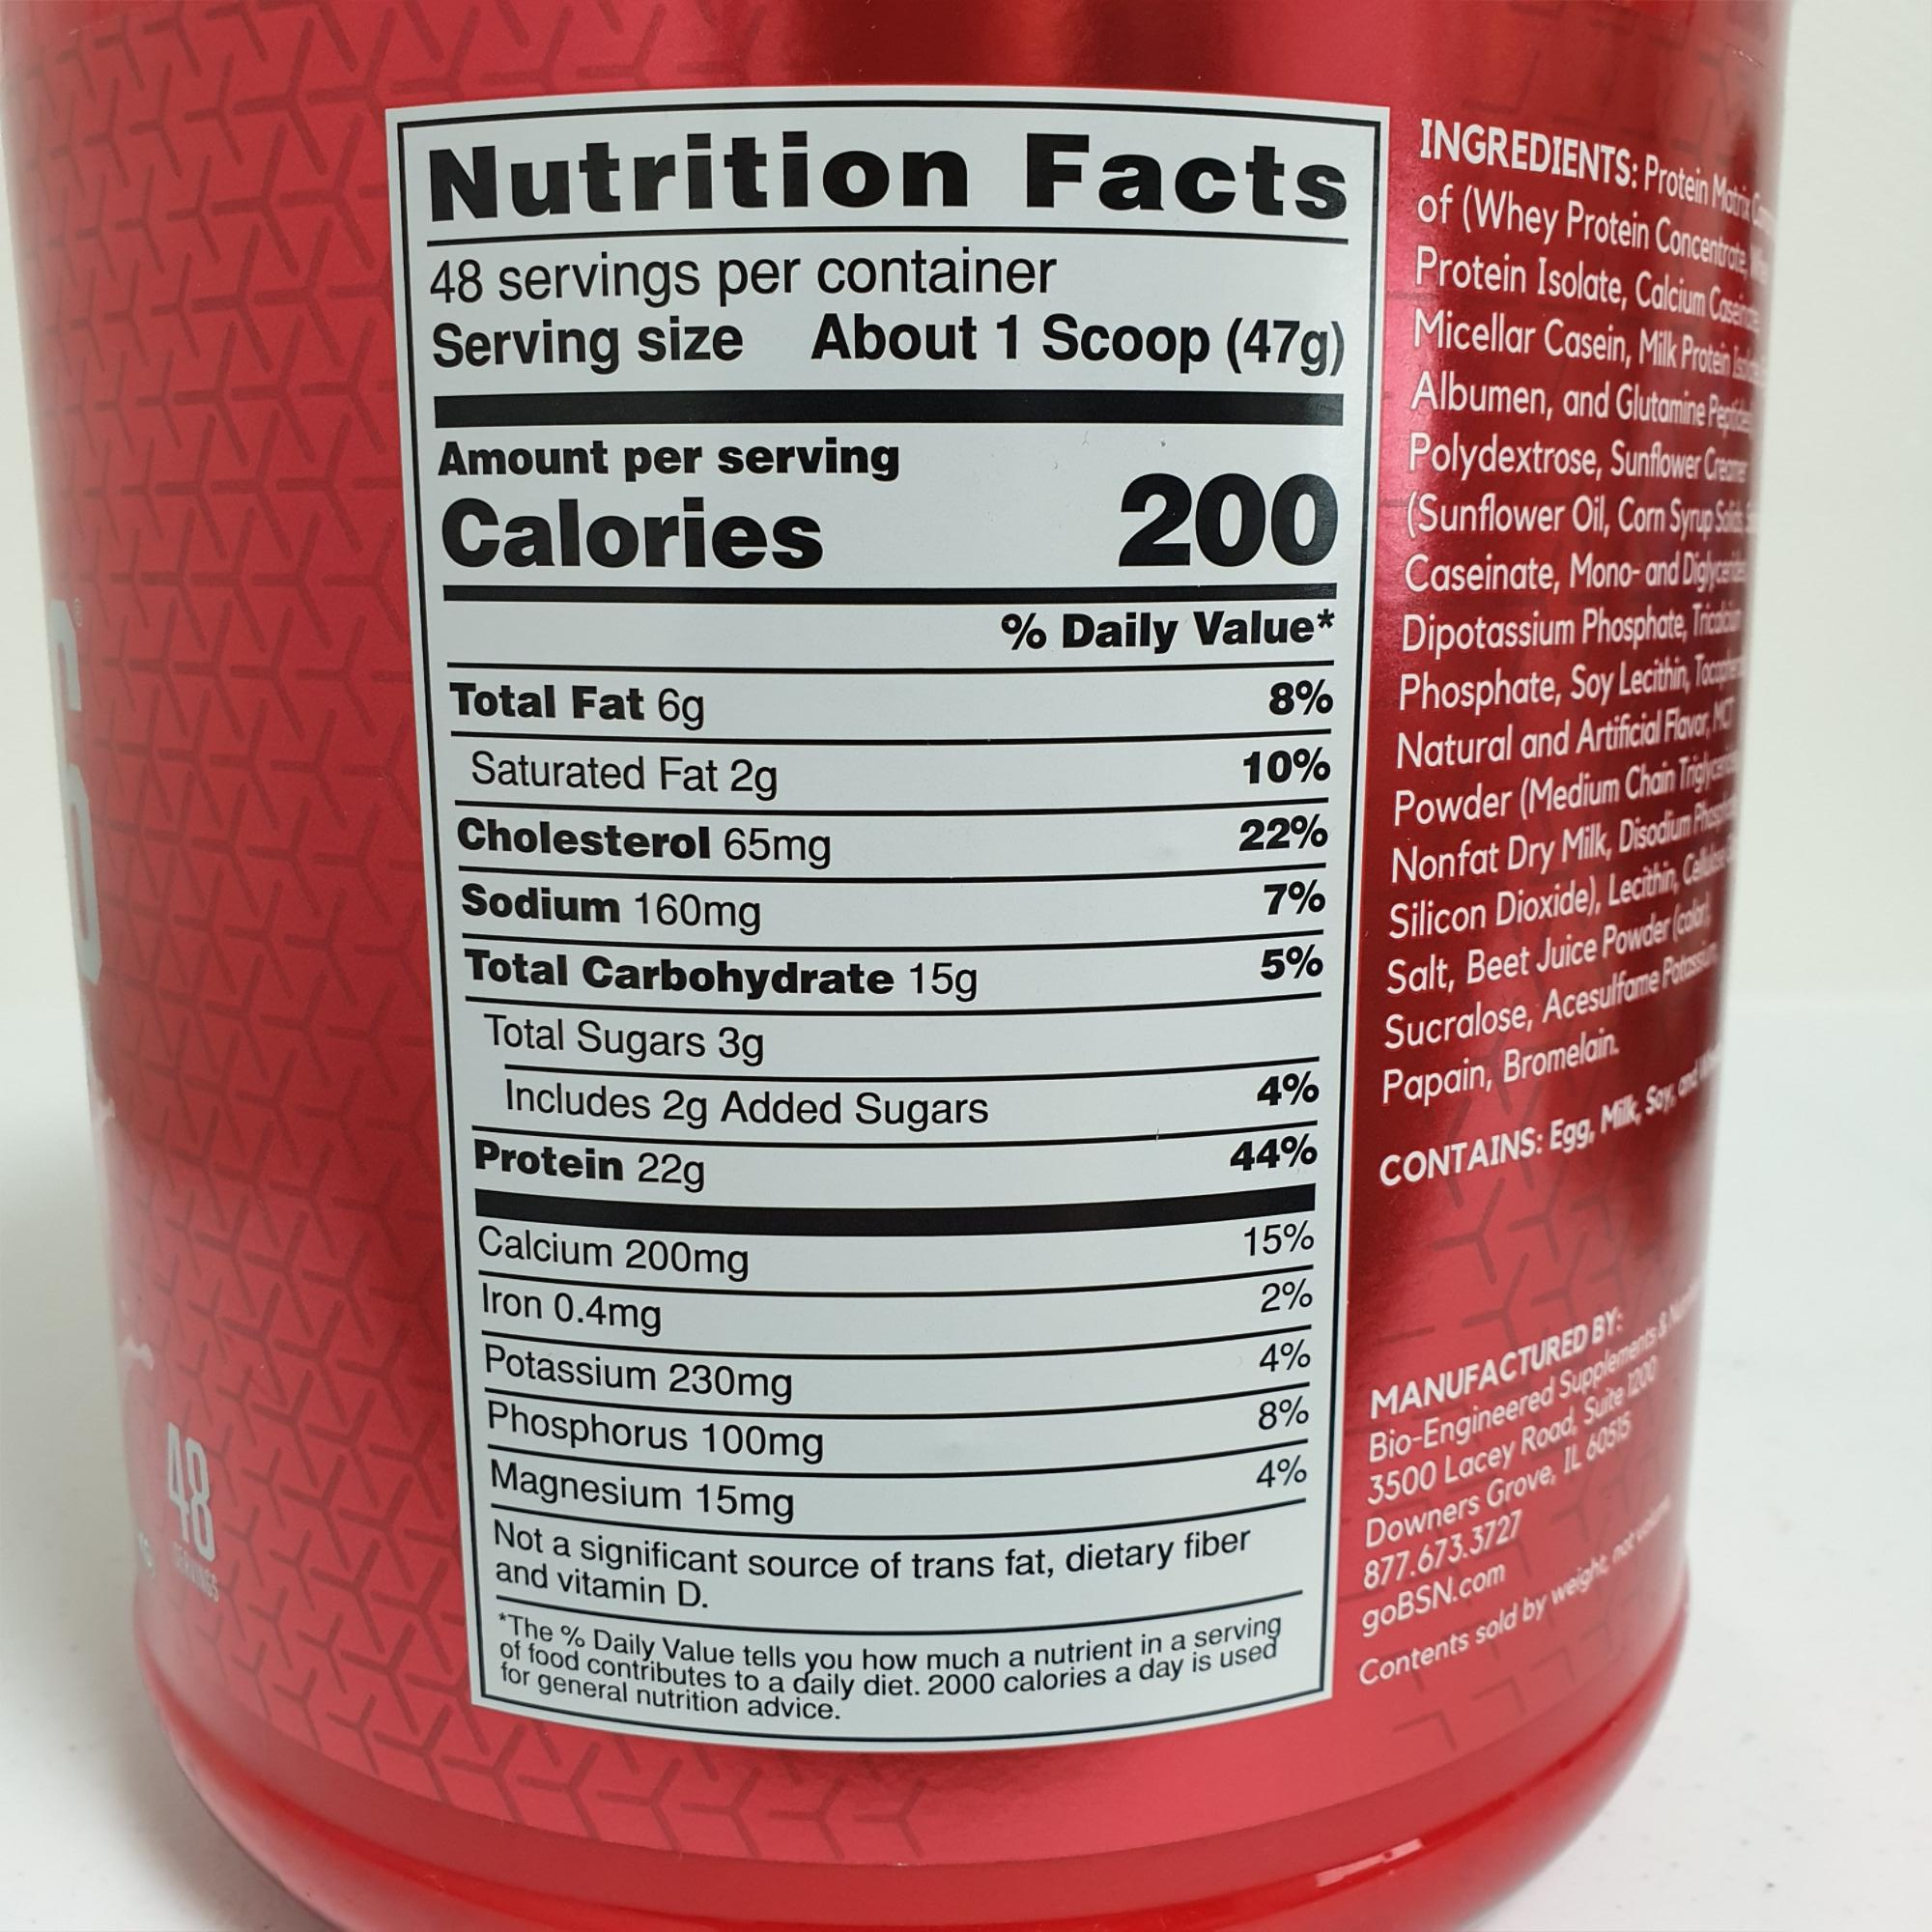 Nutrition Facts
48 servings per container
Serving size About 1 Scoop (47g)
Amount per serving
Calories 200
% Daily Value*
Total Fat 6g 8%
Saturated Fat 2g 10%
Cholesterol 65mg 22%
Sodium 160mg 7%
Total Carbohydrate 15g 5%
Total Sugars 3g
Includes 2g Added Sugars 4%
Protein 22g 44%
Calcium 200mg 15%
Iron 0.4mg 2%
Potassium 230mg 4%
Phosphorus 100mg 8%
Magnesium 15mg 4%
Not a significant source of trans fat, dietary fiber
and vitamin D.
*The % Daily Value tells you how much a nutrient in a serving
of food contributes to a daily diet. 2000 calories a day is used
for general nutrition advice.
INGREDIENTS: Protein Matrix
of (Whey Protein Concentrate,
Protein Isolate, Calcium
Micellar Casein, Milk Protein
Albumen, and Glutamine
Polydextrose, Sunflower Creamer
(Sunflower Oil, Corn Syrup
Caseinate, Mono- and
Dipotassium Phosphate,
Phosphate, Soy Lecithin,
Natural and Artificial Flavor, MCT
Powder (Medium Chain
Nonfat Dry Milk, Disodium
Silicon Dioxide), Lecithin,
Salt, Beet Juice Powder (color),
Sucralose, Acesulfame
Papain, Bromelain.
CONTAINS: Egg, Milk, Soy, and
MANUFACTURED BY:
Bio-Engineered Supplements &
3500 Lacey Road, Suite 1200
Downers Grove, IL 60515
877.673.3727
goBSN.com
Contents sold by weight, not
48
SERVINGS